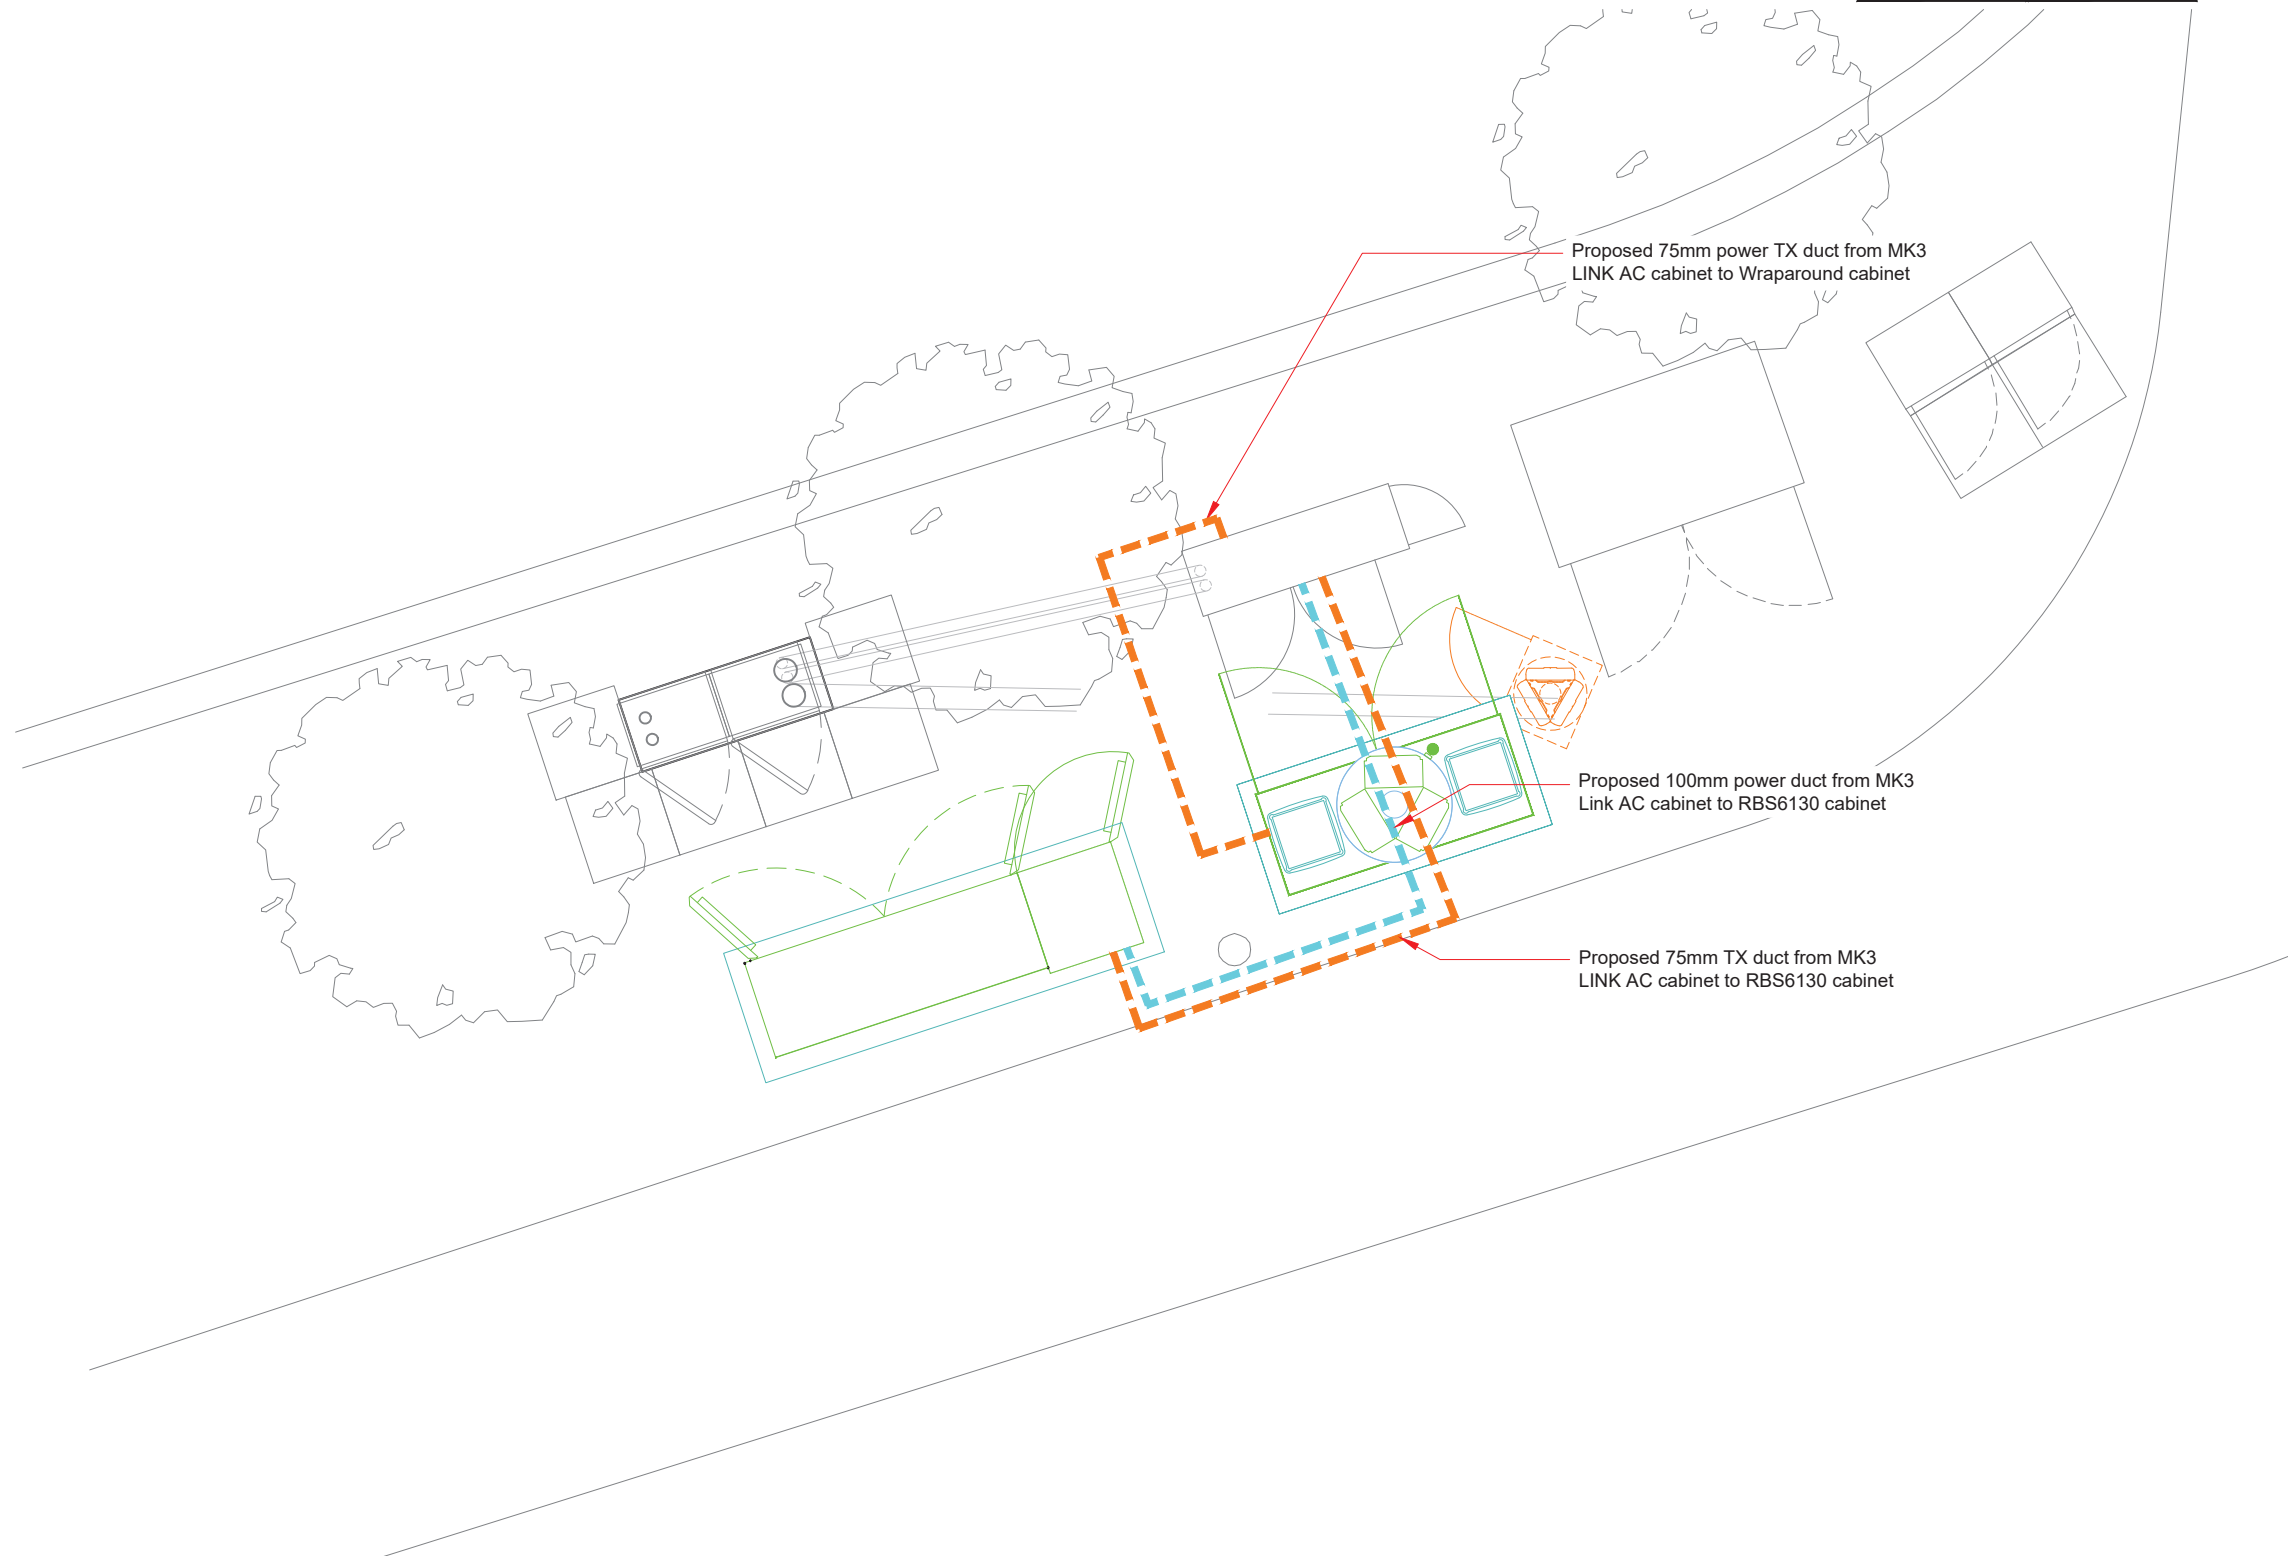 Proposed 75mm power TX duct from MK3
LINK AC cabinet to Wraparound cabinet
Proposed 100mm power duct from MK3
Link AC cabinet to RBS6130 cabinet
Proposed 75mm TX duct from MK3
LINK AC cabinet to RBS6130 cabinet